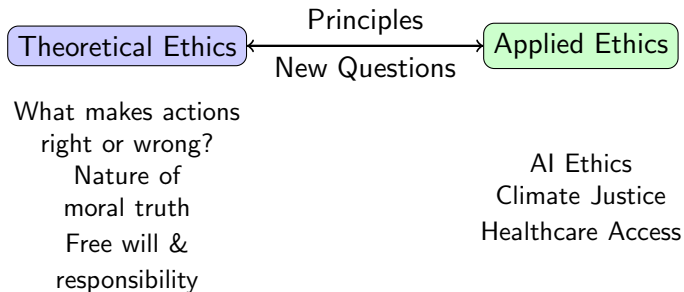 Principles
Theoretical Ethics
Applied Ethics
New Questions
What makes actions
right or wrong?
Nature of
moral truth
Free will &
responsibility
AI Ethics
Climate Justice
Healthcare Access